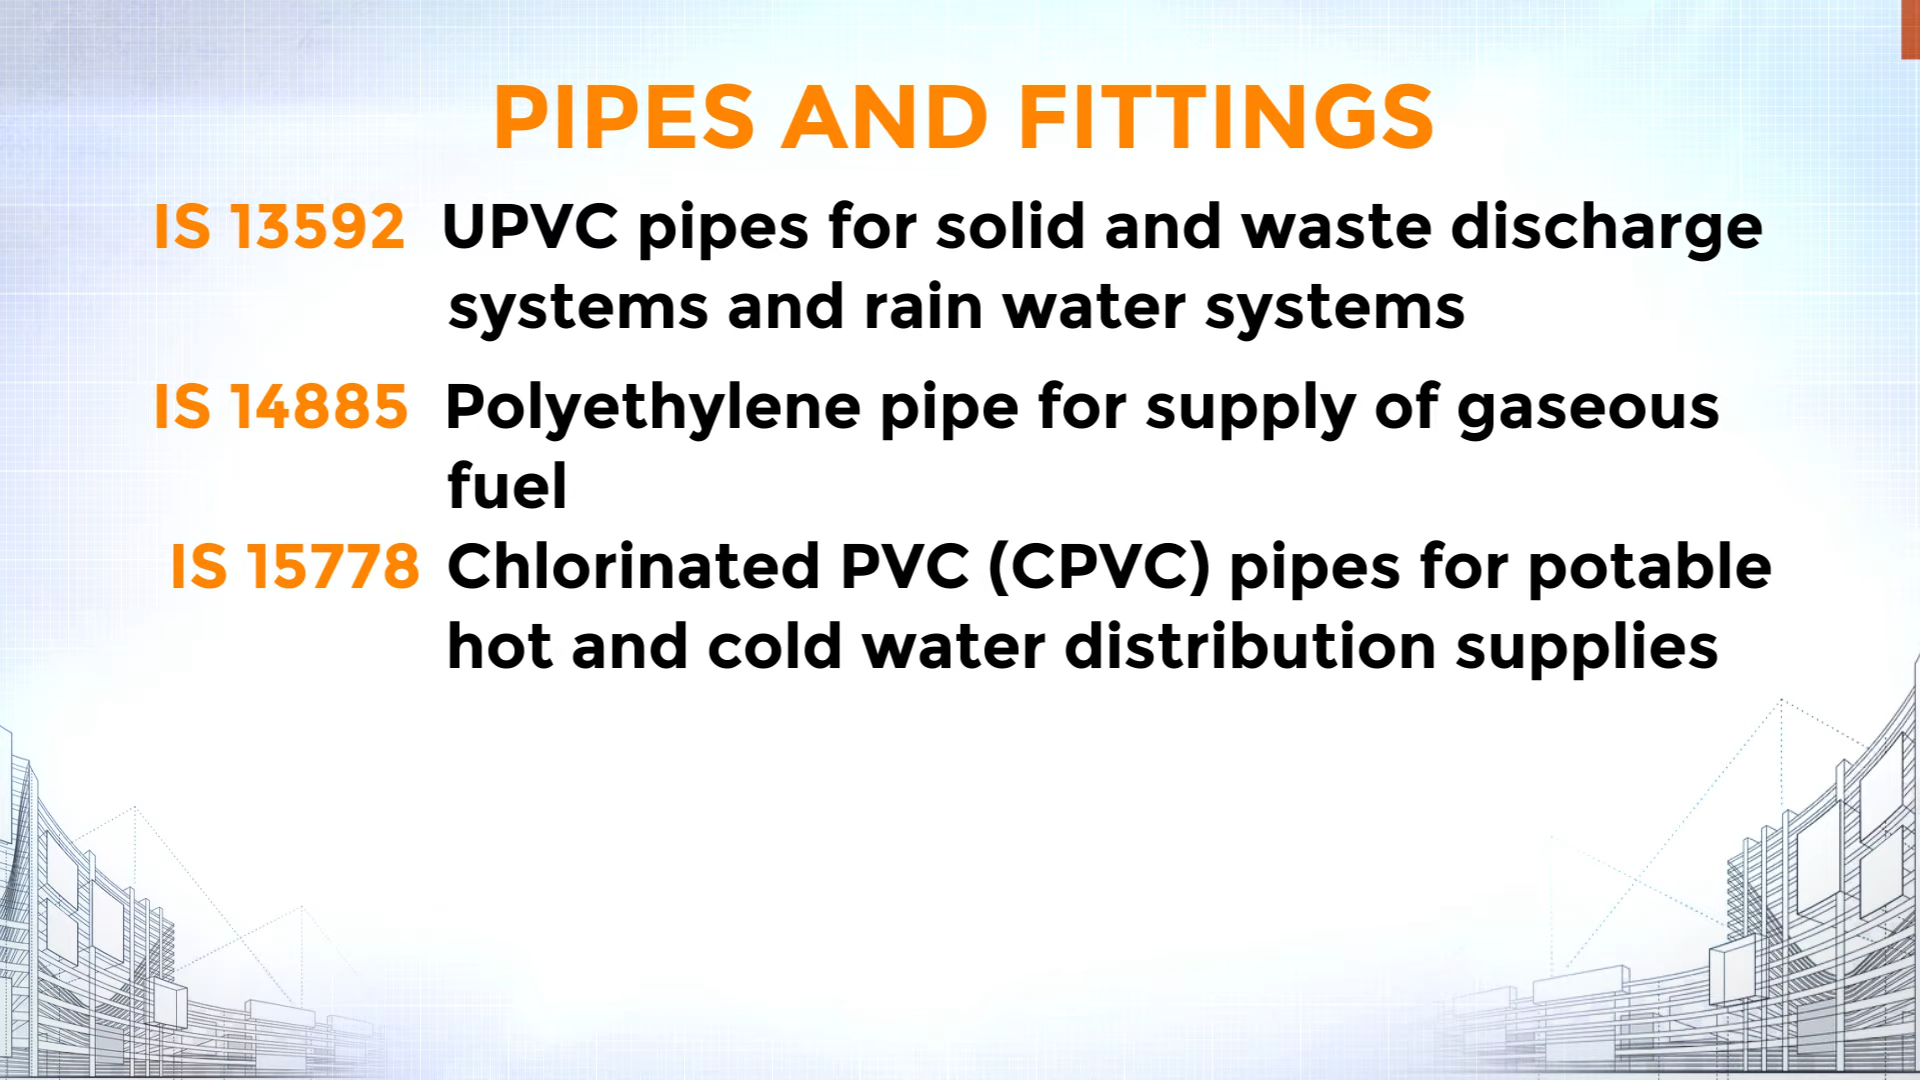 PIPES AND FITTINGS
IS 13592 UPVC pipes for solid and waste discharge
systems and rain water systems
IS 14885 Polyethylene pipe for supply of gaseous
fuel
IS 15778 Chlorinated PVC (CPVC) pipes for potable
hot and cold water distribution supplies